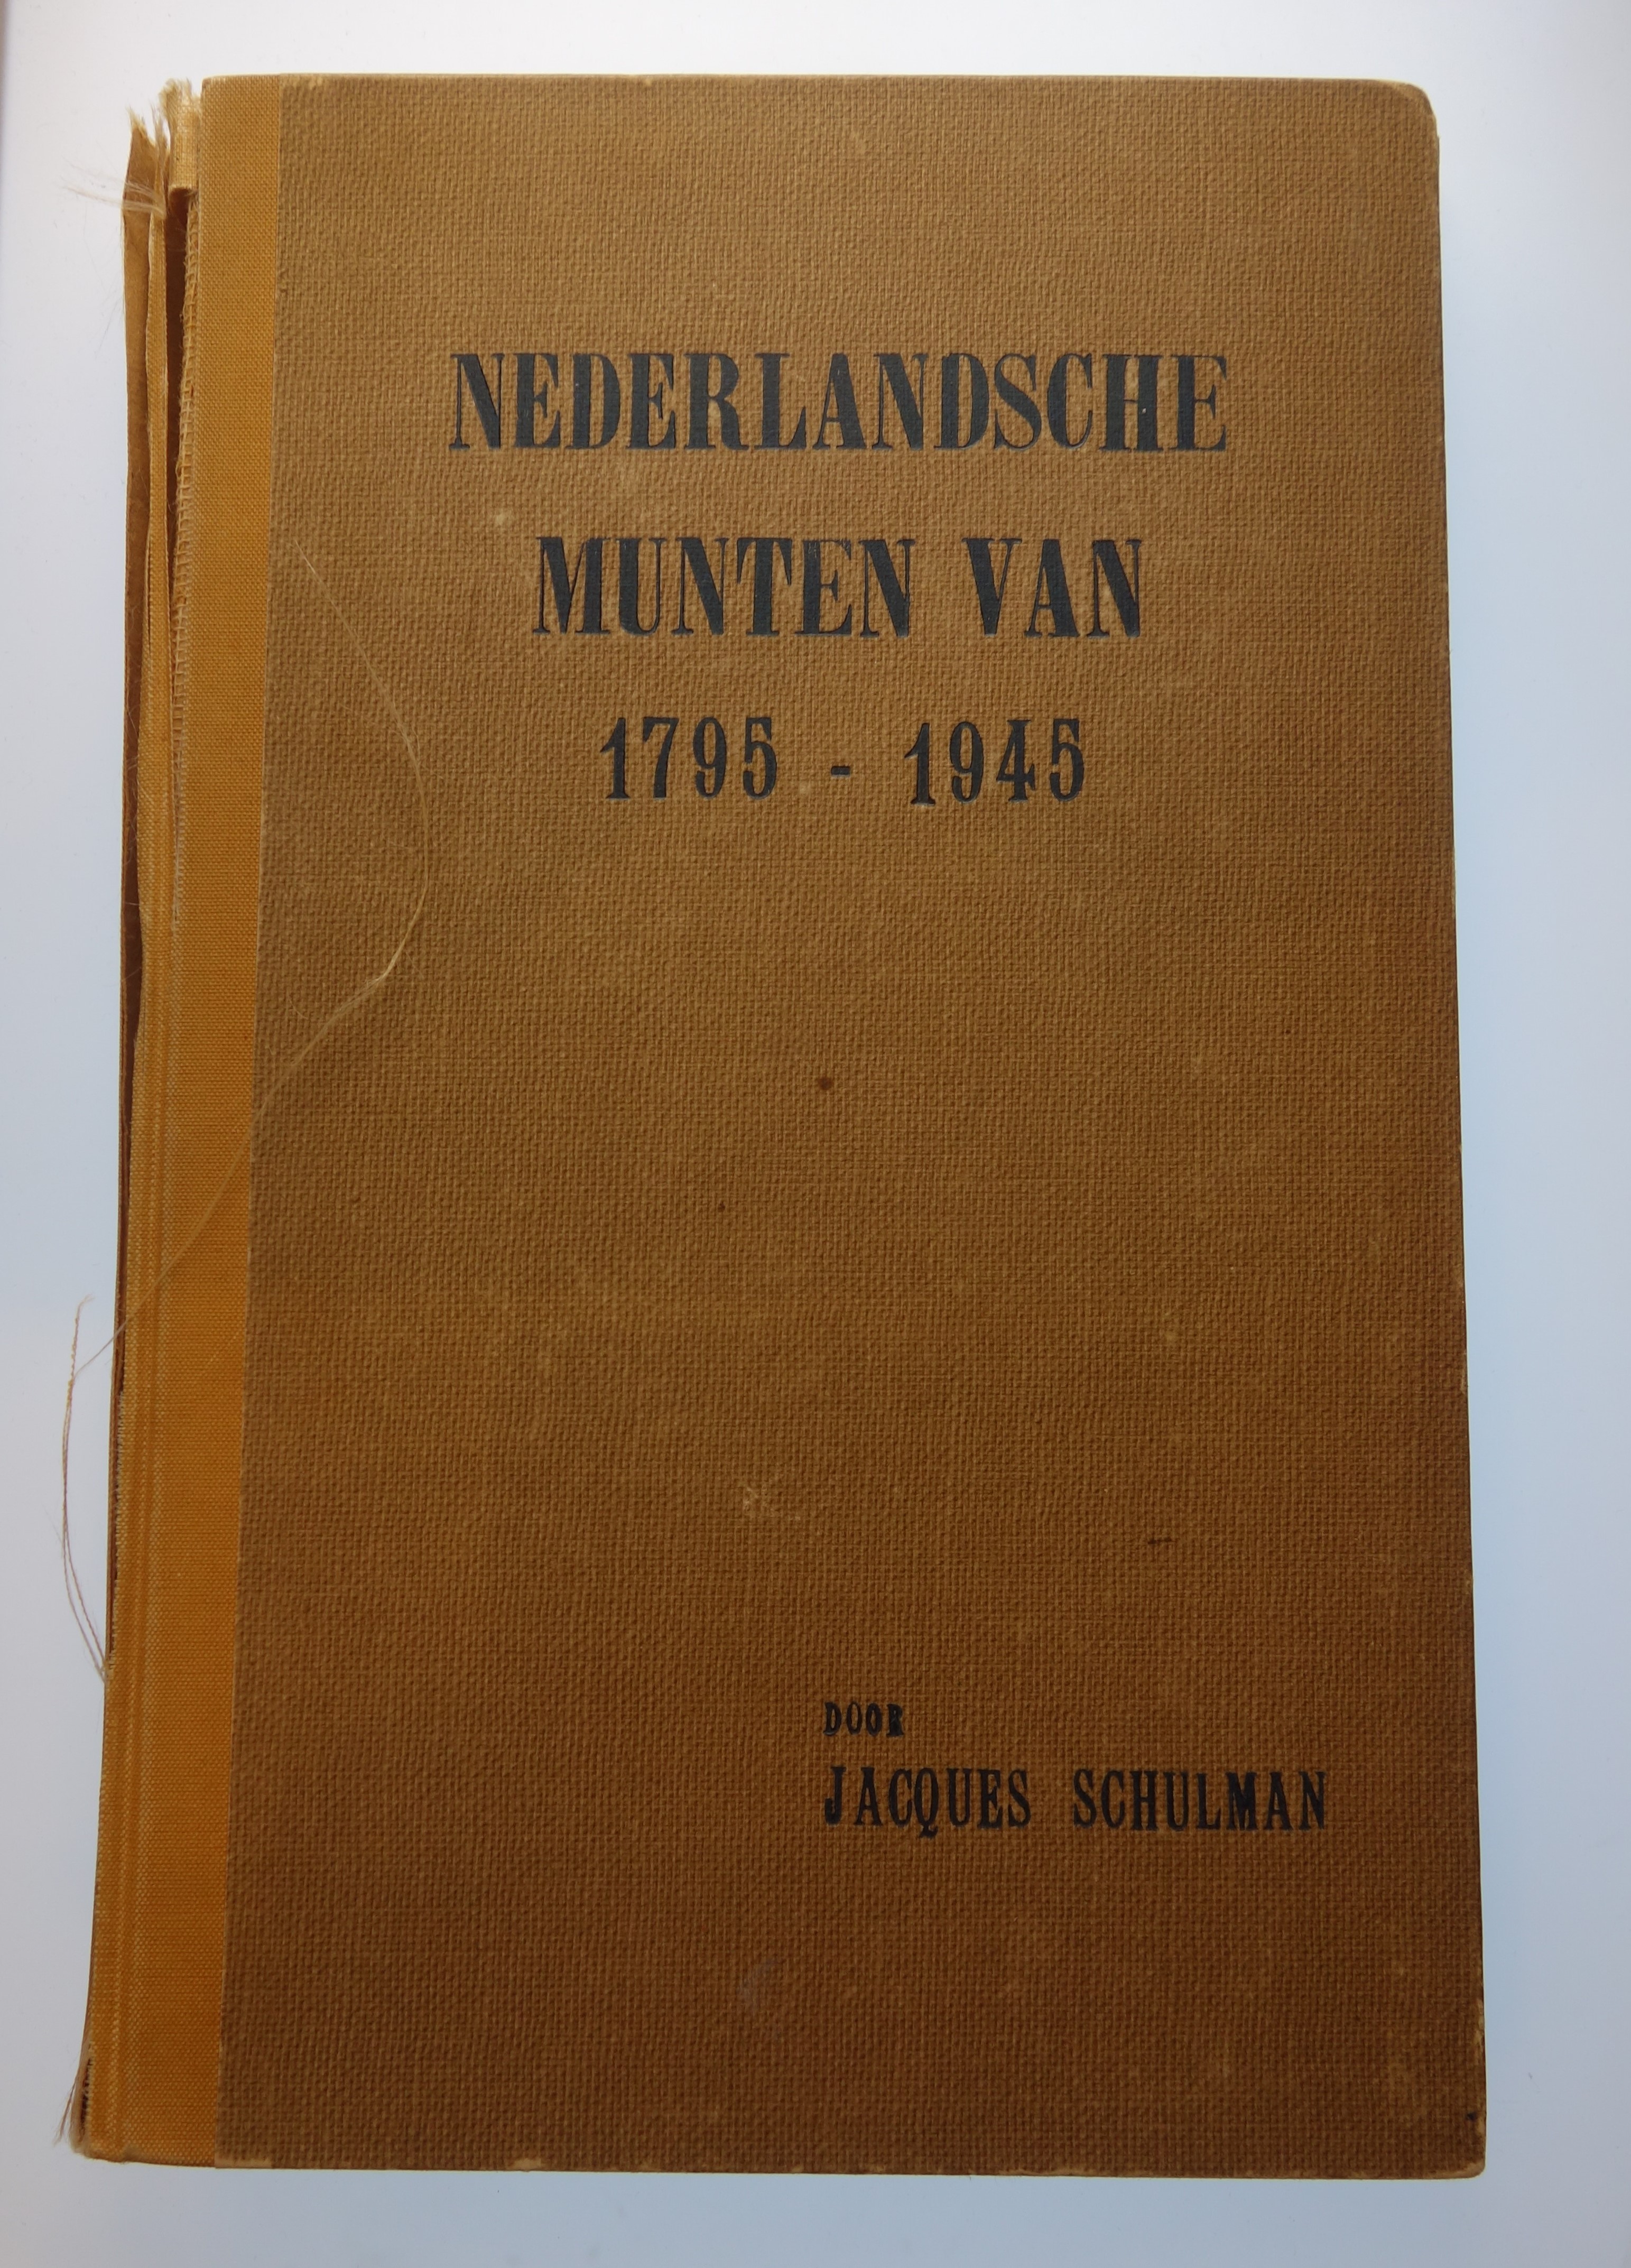 NEDERLANDSCHE
MUNTEN VAN
1795 - 1945
DOOR
JACQUES SCHULMAN